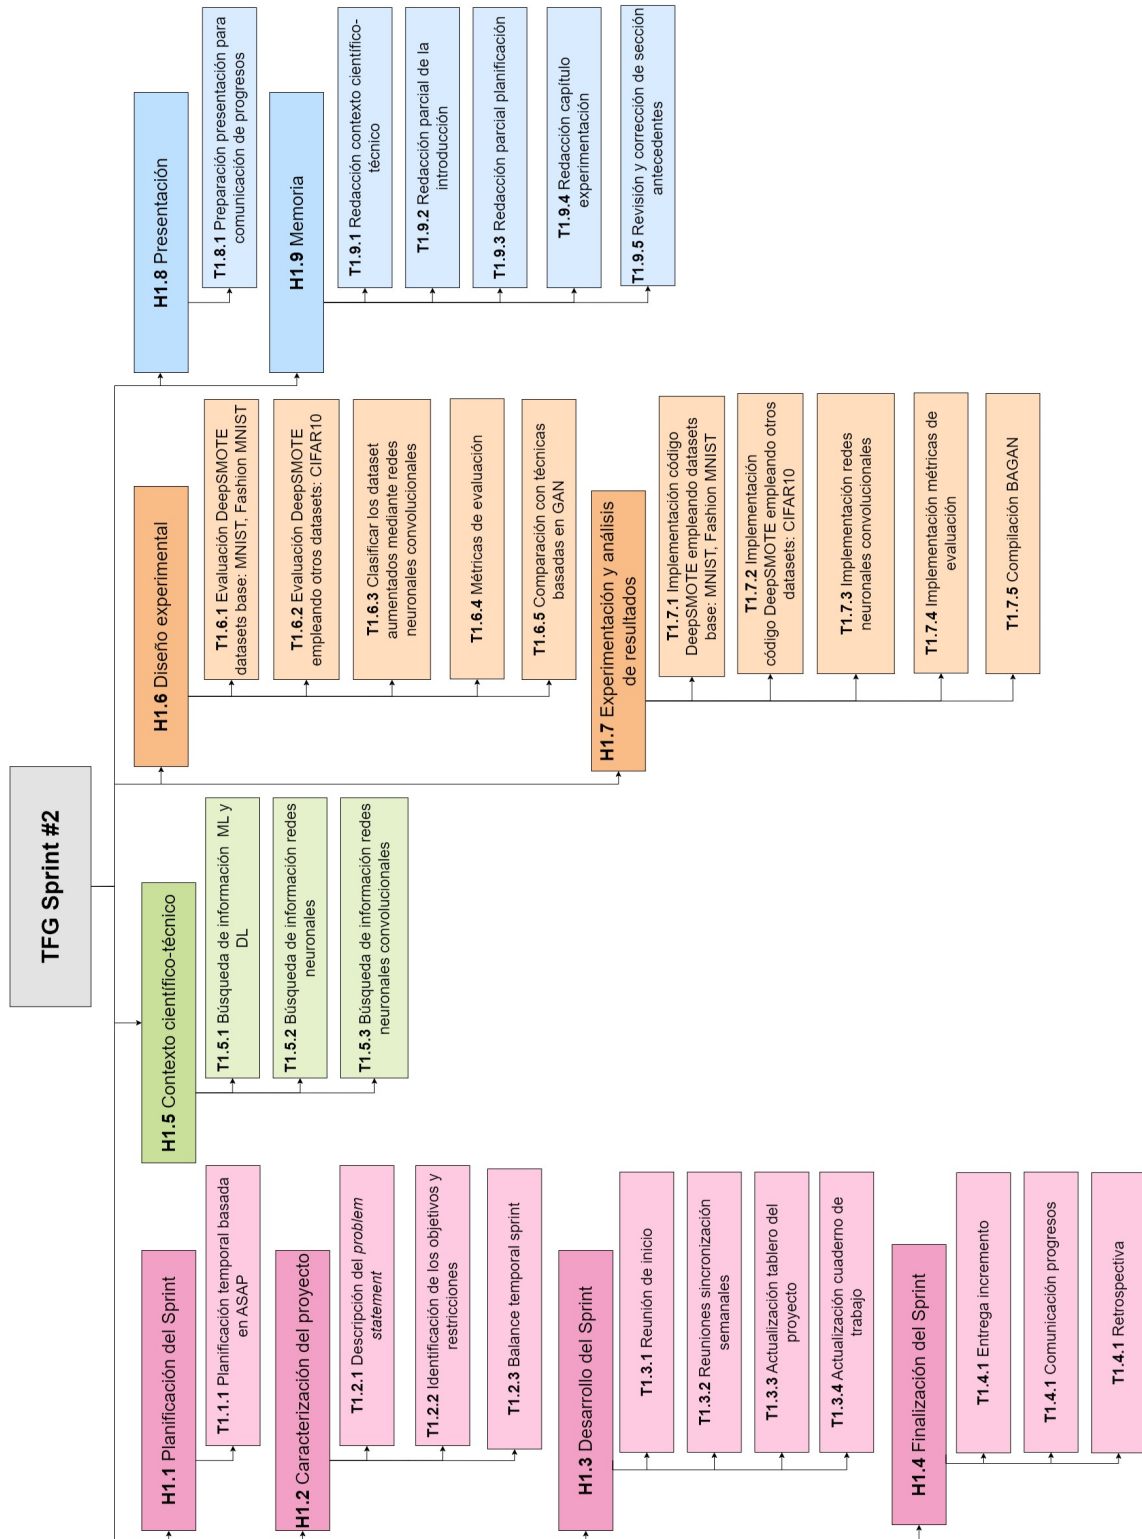 TFG Sprint #2
H1.1 Planificación del Sprint
T1.1.1 Planificación temporal basada
en ASAP
H1.2 Caracterización del proyecto
T1.2.1 Descripción del problem
statement
T1.2.2 Identificación de los objetivos y
restricciones
T1.2.3 Balance temporal sprint
H1.3 Desarrollo del Sprint
T1.3.1 Reunión de inicio
T1.3.2 Reuniones sincronización
semanales
T1.3.3 Actualización tablero del
proyecto
T1.3.4 Actualización cuaderno de
trabajo
H1.4 Finalización del Sprint
T1.4.1 Entrega incremento
T1.4.1 Comunicación progresos
T1.4.1 Retrospectiva
H1.5 Contexto científico-técnico
T1.5.1 Búsqueda de información ML y
DL
T1.5.2 Búsqueda de información redes
neuronales
T1.5.3 Búsqueda de información redes
neuronales convolucionales
H1.6 Diseño experimental
T1.6.1 Evaluación DeepSMOTE
datasets base: MNIST, Fashion MNIST
T1.6.2 Evaluación DeepSMOTE
empleando otros datasets: CIFAR10
T1.6.3 Clasificar los dataset
aumentados mediante redes
neuronales convolucionales
T1.6.4 Métricas de evaluación
T1.6.5 Comparación con técnicas
basadas en GAN
H1.7 Experimentación y análisis
de resultados
T1.7.1 Implementación código
DeepSMOTE empleando datasets
base: MNIST, Fashion MNIST
T1.7.2 Implementación
código DeepSMOTE empleando otros
datasets: CIFAR10
T1.7.3 Implementación redes
neuronales convolucionales
T1.7.4 Implementación métricas de
evaluación
T1.7.5 Compilación BAGAN
H1.8 Presentación
T1.8.1 Preparación presentación para
comunicación de progresos
H1.9 Memoria
T1.9.1 Redacción contexto científico-
técnico
T1.9.2 Redacción parcial de la
introducción
T1.9.3 Redacción parcial planificación
T1.9.4 Redacción capítulo
experimentación
T1.9.5 Revisión y corrección de sección
antecedentes